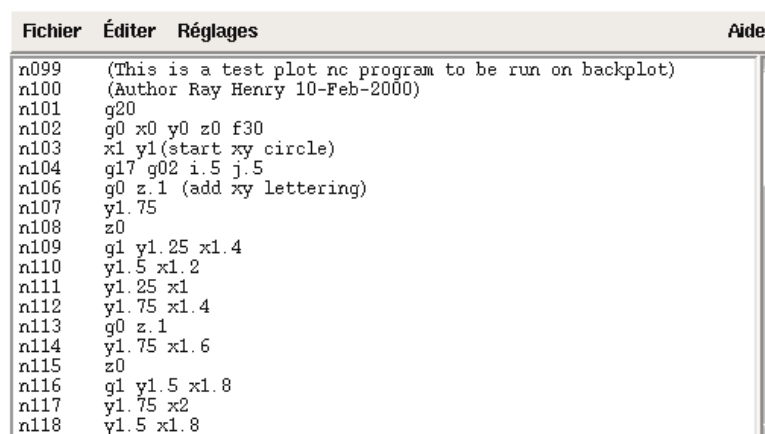 Fichier Éditer Réglages Aide
n099 (This is a test plot nc program to be run on backplot)
n100 (Author Ray Henry 10-Feb-2000)
n101 g20
n102 g0 x0 y0 z0 f30
n103 x1 y1(start xy circle)
n104 g17 g02 i.5 j.5
n106 g0 z.1 (add xy lettering)
n107 y1.75
n108 z0
n109 g1 y1.25 x1.4
n110 y1.5 x1.2
n111 y1.25 x1
n112 y1.75 x1.4
n113 g0 z.1
n114 y1.75 x1.6
n115 z0
n116 g1 y1.5 x1.8
n117 y1.75 x2
n118 y1.5 x1.8